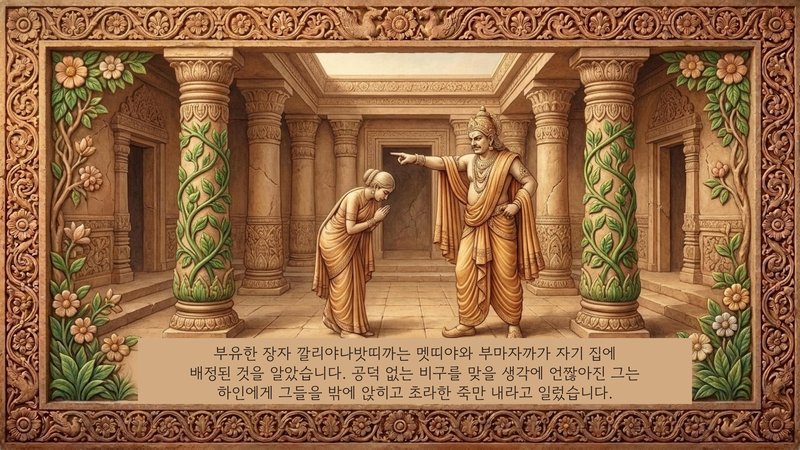 부유한 장자 깔리야나밧띠까는 멧띠야와 부마자까가 자기 집에
배정된 것을 알았습니다. 공덕 없는 비구를 맞을 생각에 언짢아진 그는
하인에게 그들을 밖에 앉히고 초라한 죽만 내라고 일렀습니다.